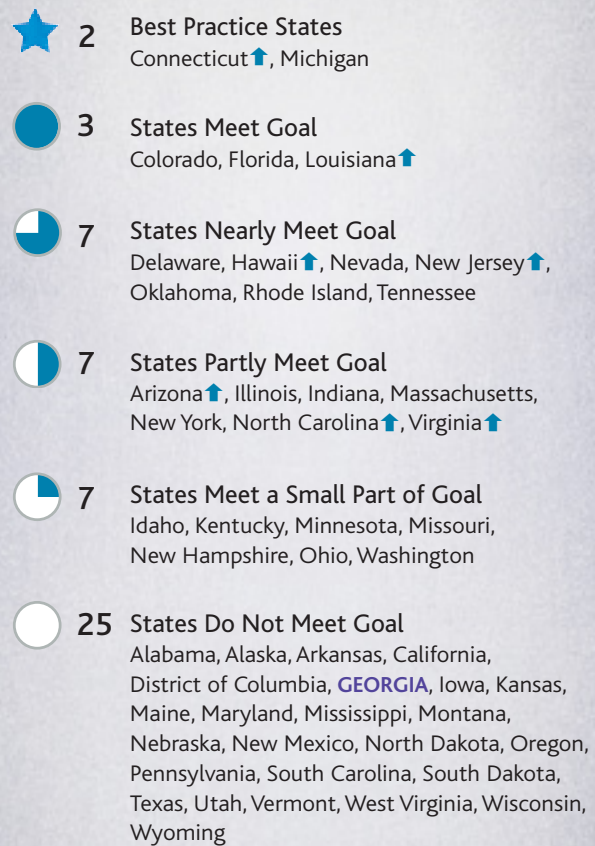 2 Best Practice States
Connecticut⬆, Michigan
3 States Meet Goal
Colorado, Florida, Louisiana⬆
7 States Nearly Meet Goal
Delaware, Hawaii⬆, Nevada, New Jersey⬆,
Oklahoma, Rhode Island, Tennessee
7 States Partly Meet Goal
Arizona⬆, Illinois, Indiana, Massachusetts,
New York, North Carolina⬆, Virginia⬆
7 States Meet a Small Part of Goal
Idaho, Kentucky, Minnesota, Missouri,
New Hampshire, Ohio, Washington
25 States Do Not Meet Goal
Alabama, Alaska, Arkansas, California,
District of Columbia, GEORGIA, Iowa, Kansas,
Maine, Maryland, Mississippi, Montana,
Nebraska, New Mexico, North Dakota, Oregon,
Pennsylvania, South Carolina, South Dakota,
Texas, Utah, Vermont, West Virginia, Wisconsin,
Wyoming